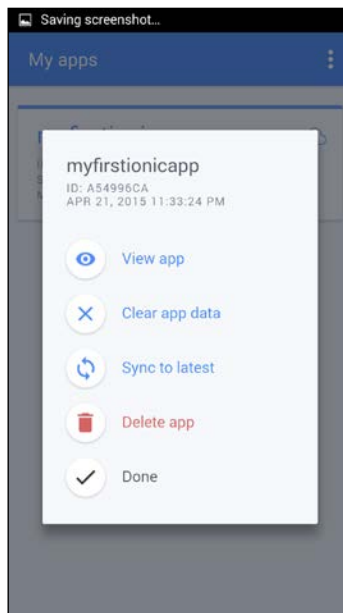 Saving screenshot...
My apps
myfirstionicapp
ID: A54996CA
APR 21, 2015 11:33:24 PM
View app
Clear app data
Sync to latest
Delete app
Done